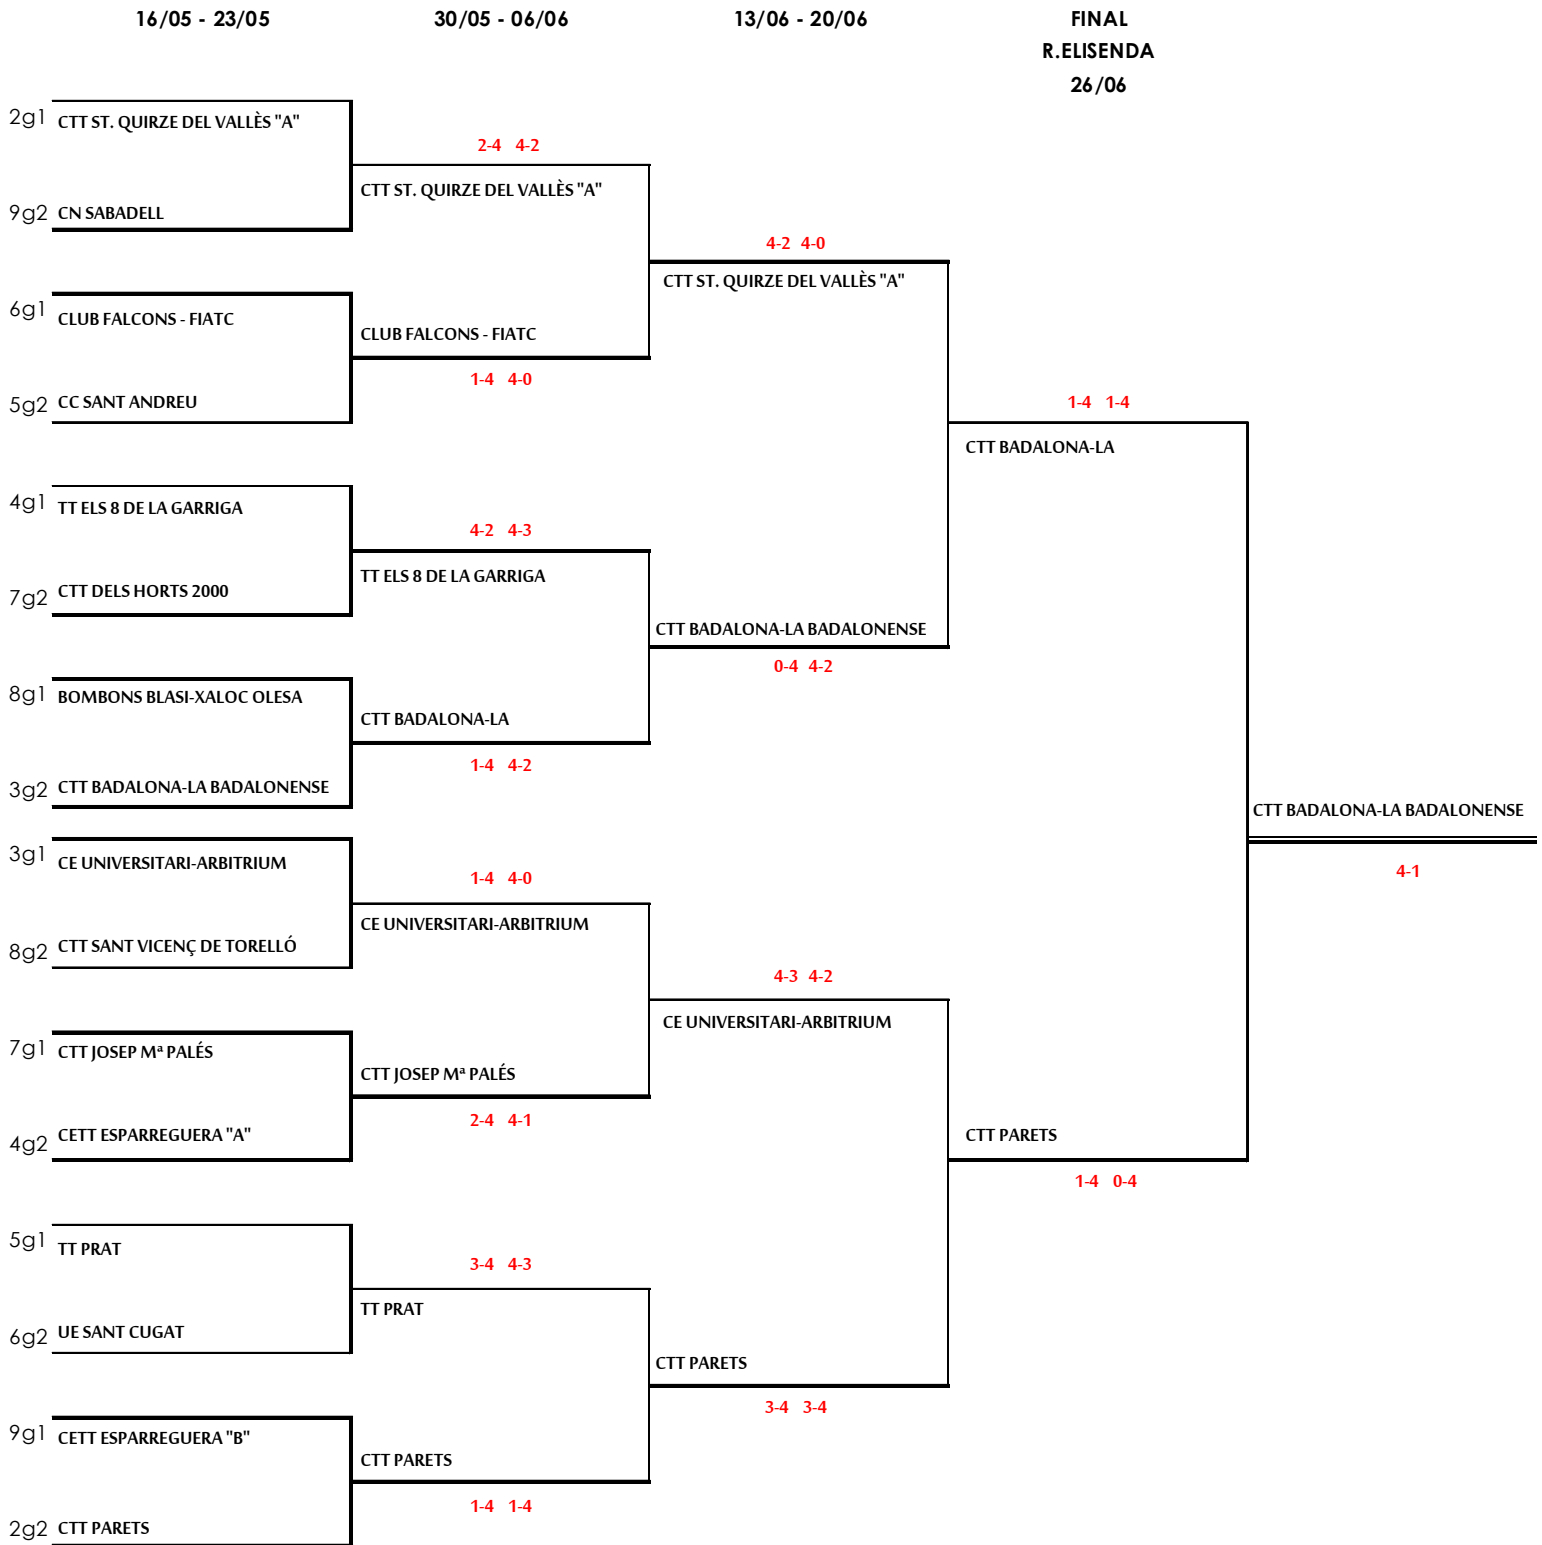 16/05 - 23/05 30/05 - 06/06 13/06 - 20/06 FINAL
R.ELISENDA
26/06
2g1 CTT ST. QUIRZE DEL VALLÈS "A"
2-4 4-2
CTT ST. QUIRZE DEL VALLÈS "A"
9g2 CN SABADELL
4-2 4-0
CTT ST. QUIRZE DEL VALLÈS "A"
6g1 CLUB FALCONS - FIATC
CLUB FALCONS - FIATC
1-4 4-0
5g2 CC SANT ANDREU
1-4 1-4
CTT BADALONA-LA
4g1 TT ELS 8 DE LA GARRIGA
4-2 4-3
TT ELS 8 DE LA GARRIGA
7g2 CTT DELS HORTS 2000
CTT BADALONA-LA BADALONENSE
0-4 4-2
8g1 BOMBONS BLASI-XALOC OLESA
CTT BADALONA-LA
1-4 4-2
3g2 CTT BADALONA-LA BADALONENSE
CTT BADALONA-LA BADALONENSE
4-1
3g1 CE UNIVERSITARI-ARBITRIUM
1-4 4-0
CE UNIVERSITARI-ARBITRIUM
8g2 CTT SANT VICENÇ DE TORELLÓ
4-3 4-2
CE UNIVERSITARI-ARBITRIUM
7g1 CTT JOSEP Mª PALÉS
CTT JOSEP Mª PALÉS
2-4 4-1
4g2 CETT ESPARREGUERA "A"
CTT PARETS
1-4 0-4
5g1 TT PRAT
3-4 4-3
TT PRAT
6g2 UE SANT CUGAT
CTT PARETS
3-4 3-4
9g1 CETT ESPARREGUERA "B"
CTT PARETS
1-4 1-4
2g2 CTT PARETS